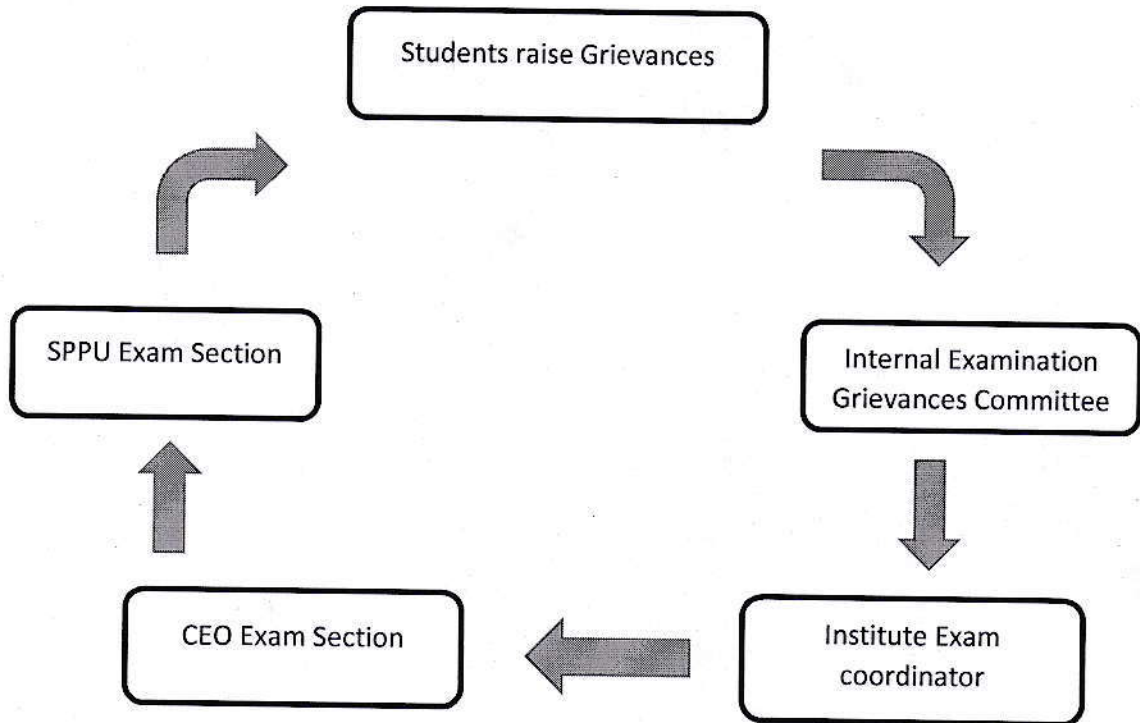 Students raise Grievances
Internal Examination
Grievances Committee
Institute Exam
coordinator
CEO Exam Section
SPPU Exam Section